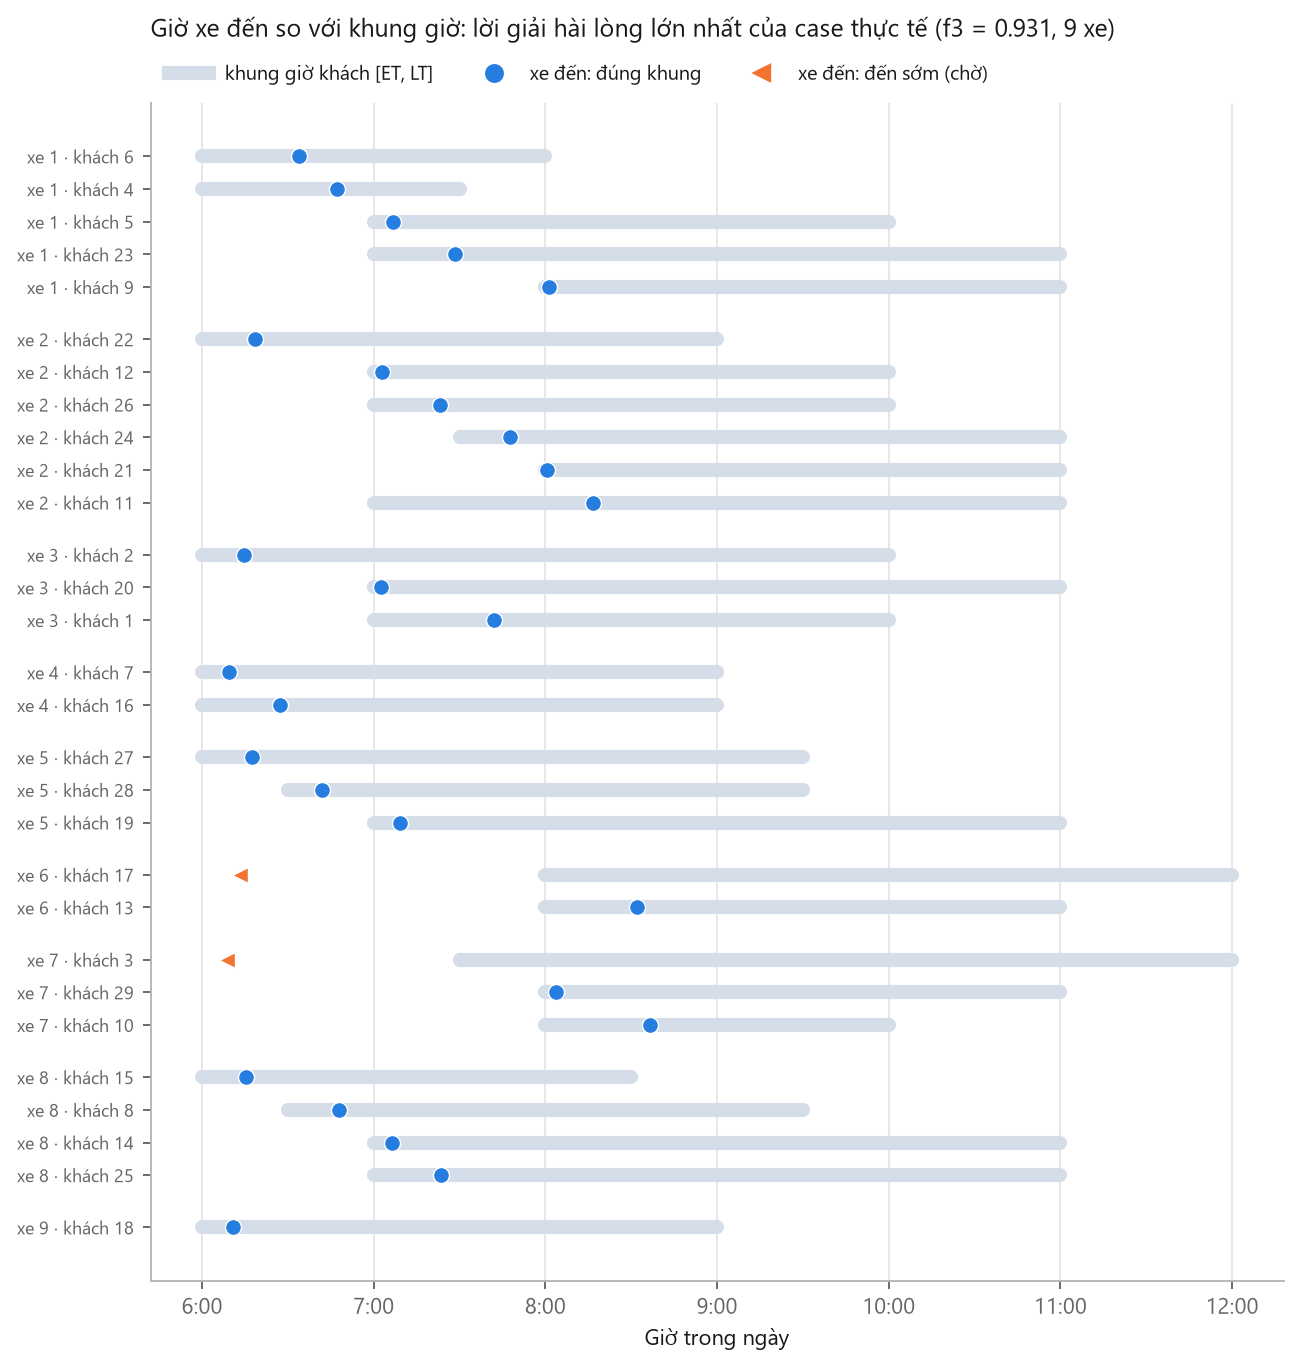 Giờ xe đến so với khung giờ: lời giải hài lòng lớn nhất của case thực tế (f3 = 0.931, 9 xe)
khung giờ khách [ET, LT]
xe đến: đúng khung
xe đến: đến sớm (chờ)
xe 1 · khách 6
xe 1 · khách 4
xe 1 · khách 5
xe 1 · khách 23
xe 1 · khách 9
xe 2 · khách 22
xe 2 · khách 12
xe 2 · khách 26
xe 2 · khách 24
xe 2 · khách 21
xe 2 · khách 11
xe 3 · khách 2
xe 3 · khách 20
xe 3 · khách 1
xe 4 · khách 7
xe 4 · khách 16
xe 5 · khách 27
xe 5 · khách 28
xe 5 · khách 19
xe 6 · khách 17
xe 6 · khách 13
xe 7 · khách 3
xe 7 · khách 29
xe 7 · khách 10
xe 8 · khách 15
xe 8 · khách 8
xe 8 · khách 14
xe 8 · khách 25
xe 9 · khách 18
6:00 7:00 8:00 9:00 10:00 11:00 12:00
Giờ trong ngày